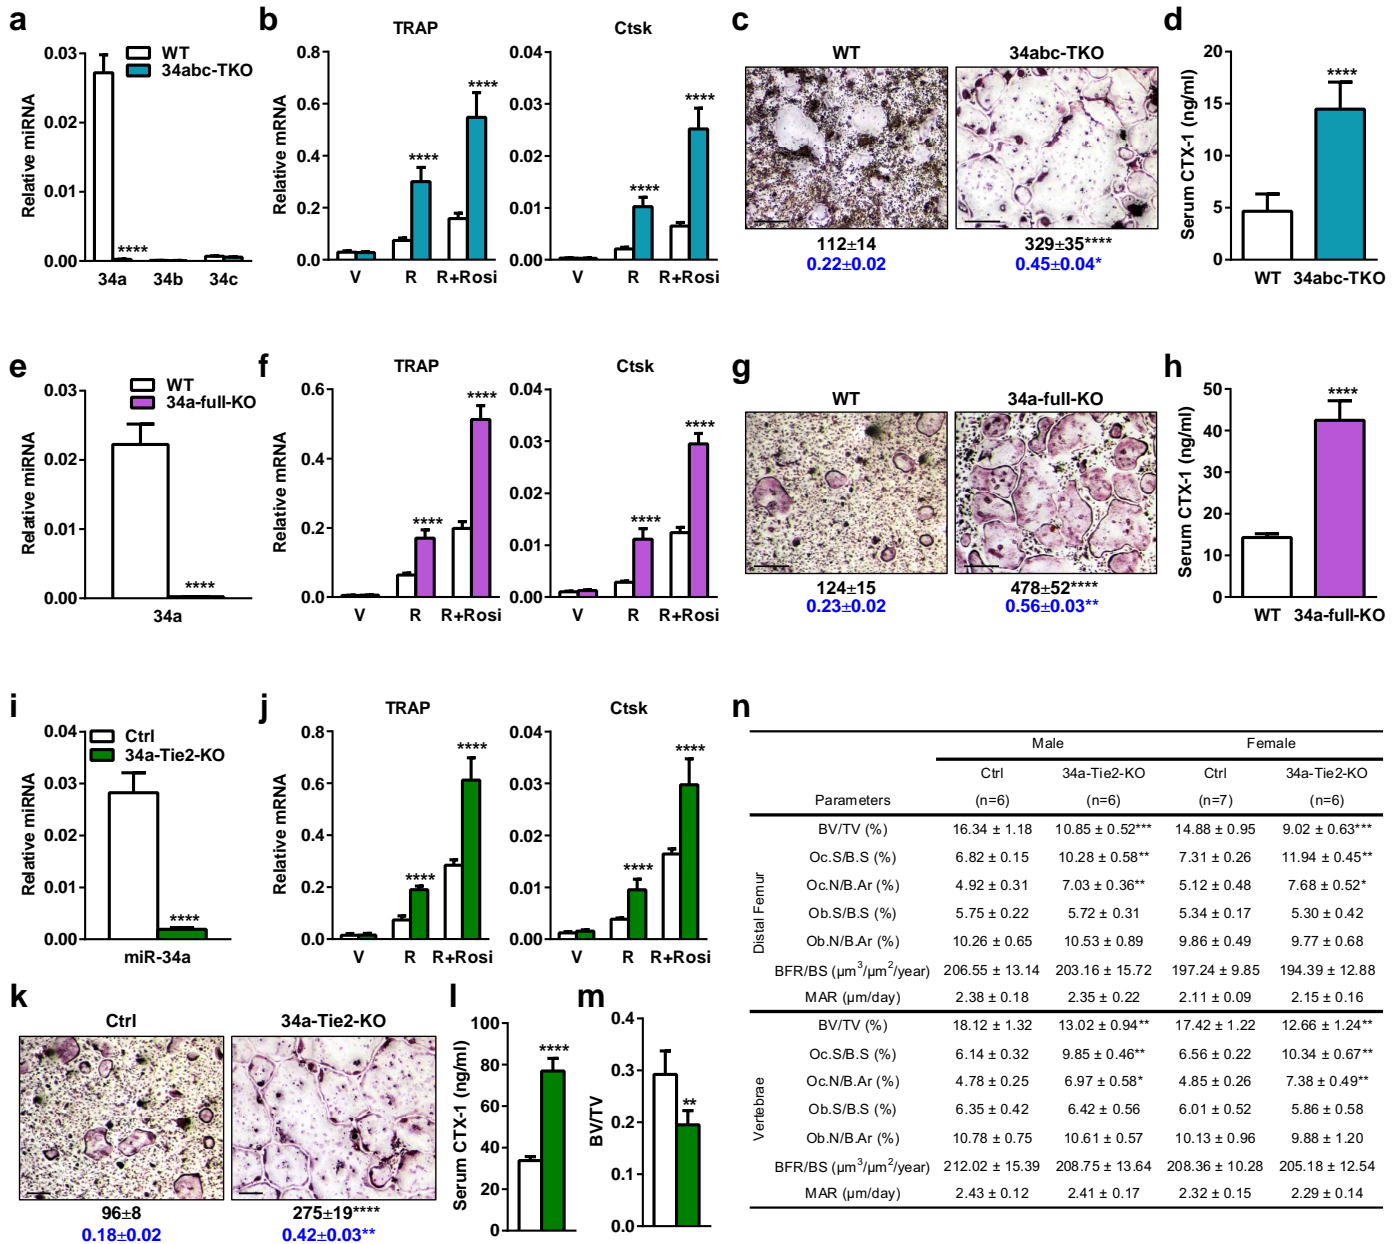 a
WT
34abc-TKO
Relative miRNA
0.03
0.02
0.01
0.00
****
34a 34b 34c
b
TRAP
Relative mRNA
0.8
0.6
0.4
0.2
0.0
****
****
V R R+Rosi
Ctsk
0.04
0.03
0.02
0.01
0.00
****
****
V R R+Rosi
c
WT 34abc-TKO
112±14 329±35****
0.22±0.02 0.45±0.04*
d
Serum CTX-1 (ng/ml)
20
15
10
5
0
****
WT 34abc-TKO
e
WT
34a-full-KO
Relative miRNA
0.03
0.02
0.01
0.00
****
34a
f
TRAP
Relative mRNA
0.6
0.4
0.2
0.0
****
****
V R R+Rosi
Ctsk
0.04
0.03
0.02
0.01
0.00
****
****
V R R+Rosi
g
WT 34a-full-KO
124±15 478±52****
0.23±0.02 0.56±0.03**
h
Serum CTX-1 (ng/ml)
50
40
30
20
10
0
****
WT 34a-full-KO
i
Ctrl
34a-Tie2-KO
Relative miRNA
0.04
0.03
0.02
0.01
0.00
****
miR-34a
j
TRAP
Relative mRNA
0.8
0.6
0.4
0.2
0.0
****
****
V R R+Rosi
Ctsk
0.04
0.03
0.02
0.01
0.00
****
****
V R R+Rosi
k
Ctrl 34a-Tie2-KO
96±8 275±19****
0.18±0.02 0.42±0.03**
l
Serum CTX-1 (ng/ml)
100
80
60
40
20
0
****
m
BV/TV
0.4
0.3
0.2
0.1
0.0
**
n
Male Female
Ctrl 34a-Tie2-KO Ctrl 34a-Tie2-KO
Parameters (n=6) (n=6) (n=7) (n=6)
Distal Femur
BV/TV (%) 16.34 ± 1.18 10.85 ± 0.52*** 14.88 ± 0.95 9.02 ± 0.63***
Oc.S/B.S (%) 6.82 ± 0.15 10.28 ± 0.58** 7.31 ± 0.26 11.94 ± 0.45**
Oc.N/B.Ar (%) 4.92 ± 0.31 7.03 ± 0.36** 5.12 ± 0.48 7.68 ± 0.52*
Ob.S/B.S (%) 5.75 ± 0.22 5.72 ± 0.31 5.34 ± 0.17 5.30 ± 0.42
Ob.N/B.Ar (%) 10.26 ± 0.65 10.53 ± 0.89 9.86 ± 0.49 9.77 ± 0.68
BFR/BS (µm³/µm²/year) 206.55 ± 13.14 203.16 ± 15.72 197.24 ± 9.85 194.39 ± 12.88
MAR (µm/day) 2.38 ± 0.18 2.35 ± 0.22 2.11 ± 0.09 2.15 ± 0.16
Vertebrae
BV/TV (%) 18.12 ± 1.32 13.02 ± 0.94** 17.42 ± 1.22 12.66 ± 1.24**
Oc.S/B.S (%) 6.14 ± 0.32 9.85 ± 0.46** 6.56 ± 0.22 10.34 ± 0.67**
Oc.N/B.Ar (%) 4.78 ± 0.25 6.97 ± 0.58* 4.85 ± 0.26 7.38 ± 0.49**
Ob.S/B.S (%) 6.35 ± 0.42 6.42 ± 0.56 6.01 ± 0.52 5.86 ± 0.58
Ob.N/B.Ar (%) 10.78 ± 0.75 10.61 ± 0.57 10.13 ± 0.96 9.88 ± 1.20
BFR/BS (µm³/µm²/year) 212.02 ± 15.39 208.75 ± 13.64 208.36 ± 10.28 205.18 ± 12.54
MAR (µm/day) 2.43 ± 0.12 2.41 ± 0.17 2.32 ± 0.15 2.29 ± 0.14